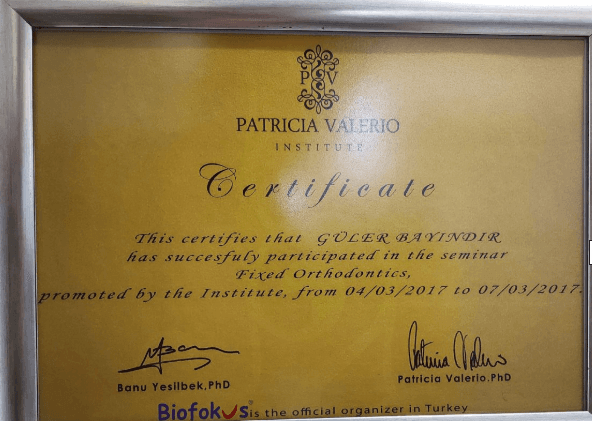 P V
PATRICIA VALERIO
INSTITUTE
Certificate
This certifies that GÜLER BAYINDIR
has succesfuly participated in the seminar
Fixed Orthodontics,
promoted by the Institute, from 04/03/2017 to 07/03/2017.
Banu Yesilbek,PhD
Patricia Valerio.PhD
Biofokus is the official organizer in Turkey